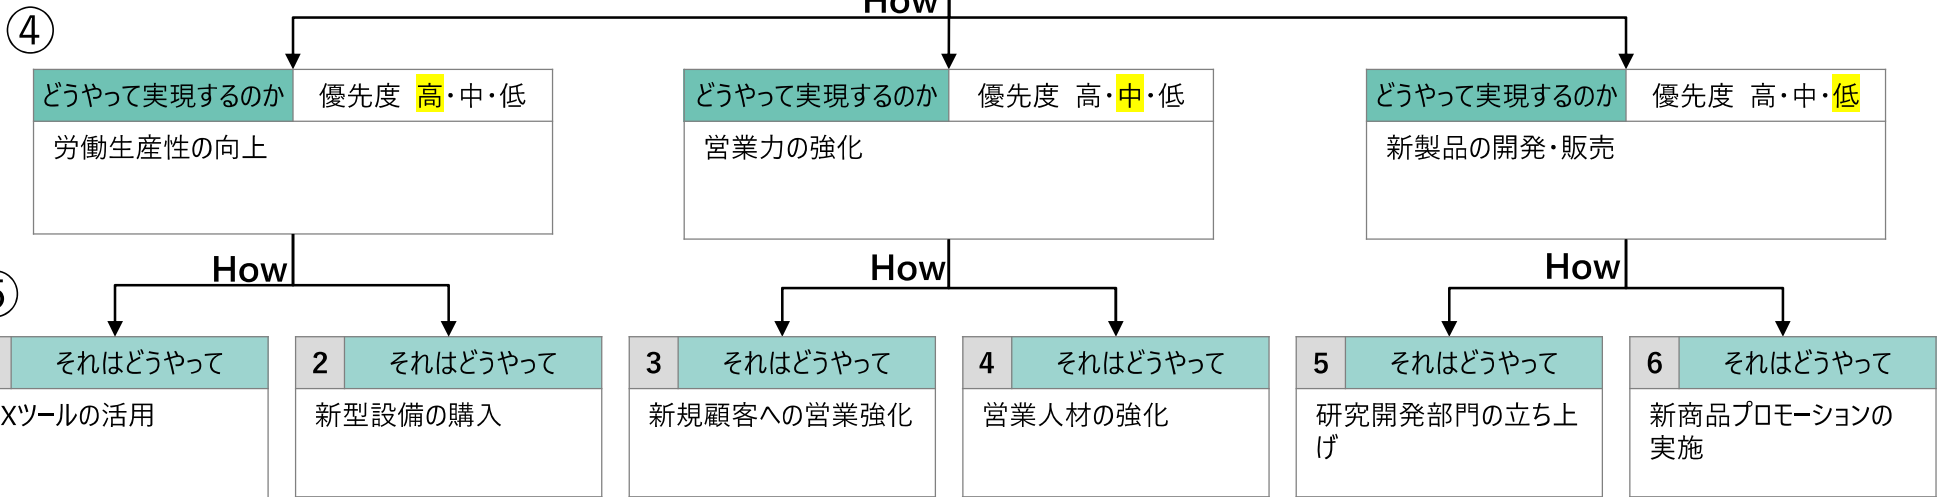 How
④
どうやって実現するのか 優先度 高・中・低
労働生産性の向上
どうやって実現するのか 優先度 高・中・低
営業力の強化
どうやって実現するのか 優先度 高・中・低
新製品の開発・販売
How
How
How
それはどうやって
Xツールの活用
2 それはどうやって
新型設備の購入
3 それはどうやって
新規顧客への営業強化
4 それはどうやって
営業人材の強化
5 それはどうやって
研究開発部門の立ち上
げ
6 それはどうやって
新商品プロモーションの
実施